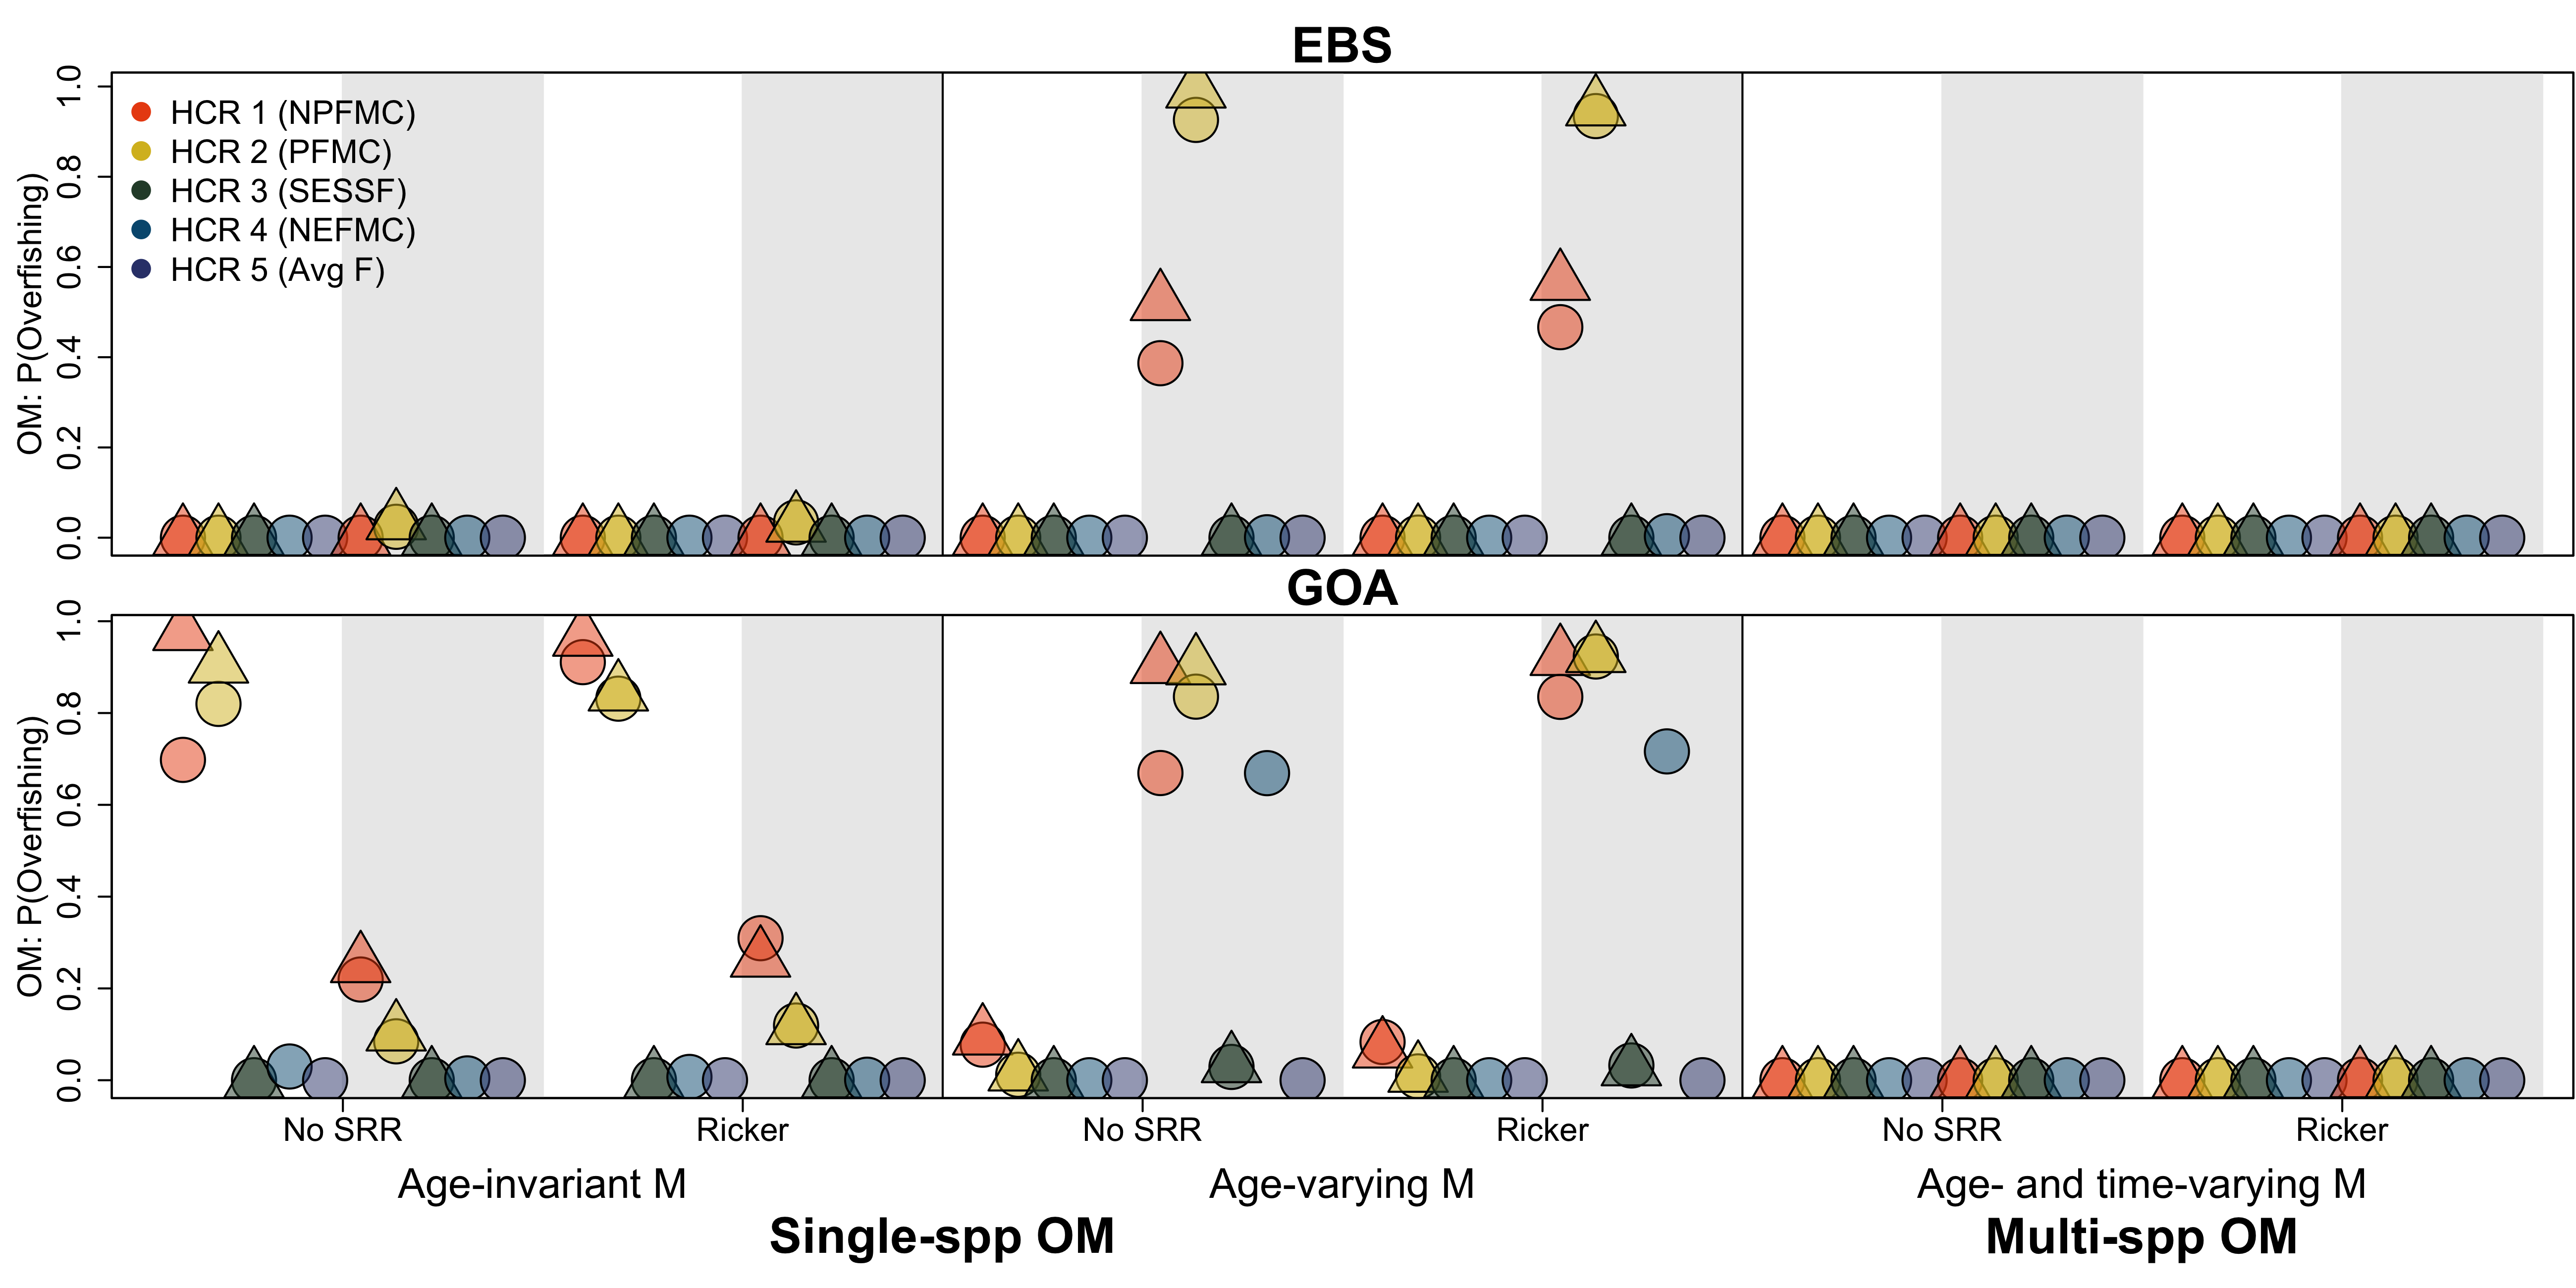 EBS
OM: P(Overfishing)
1.0
0.8
0.6
0.4
0.2
0.0
HCR 1 (NPFMC)
HCR 2 (PFMC)
HCR 3 (SESSF)
HCR 4 (NEFMC)
HCR 5 (Avg F)
GOA
OM: P(Overfishing)
1.0
0.8
0.6
0.4
0.2
0.0
No SRR Ricker No SRR Ricker No SRR Ricker
Age-invariant M Age-varying M Age- and time-varying M
Single-spp OM Multi-spp OM